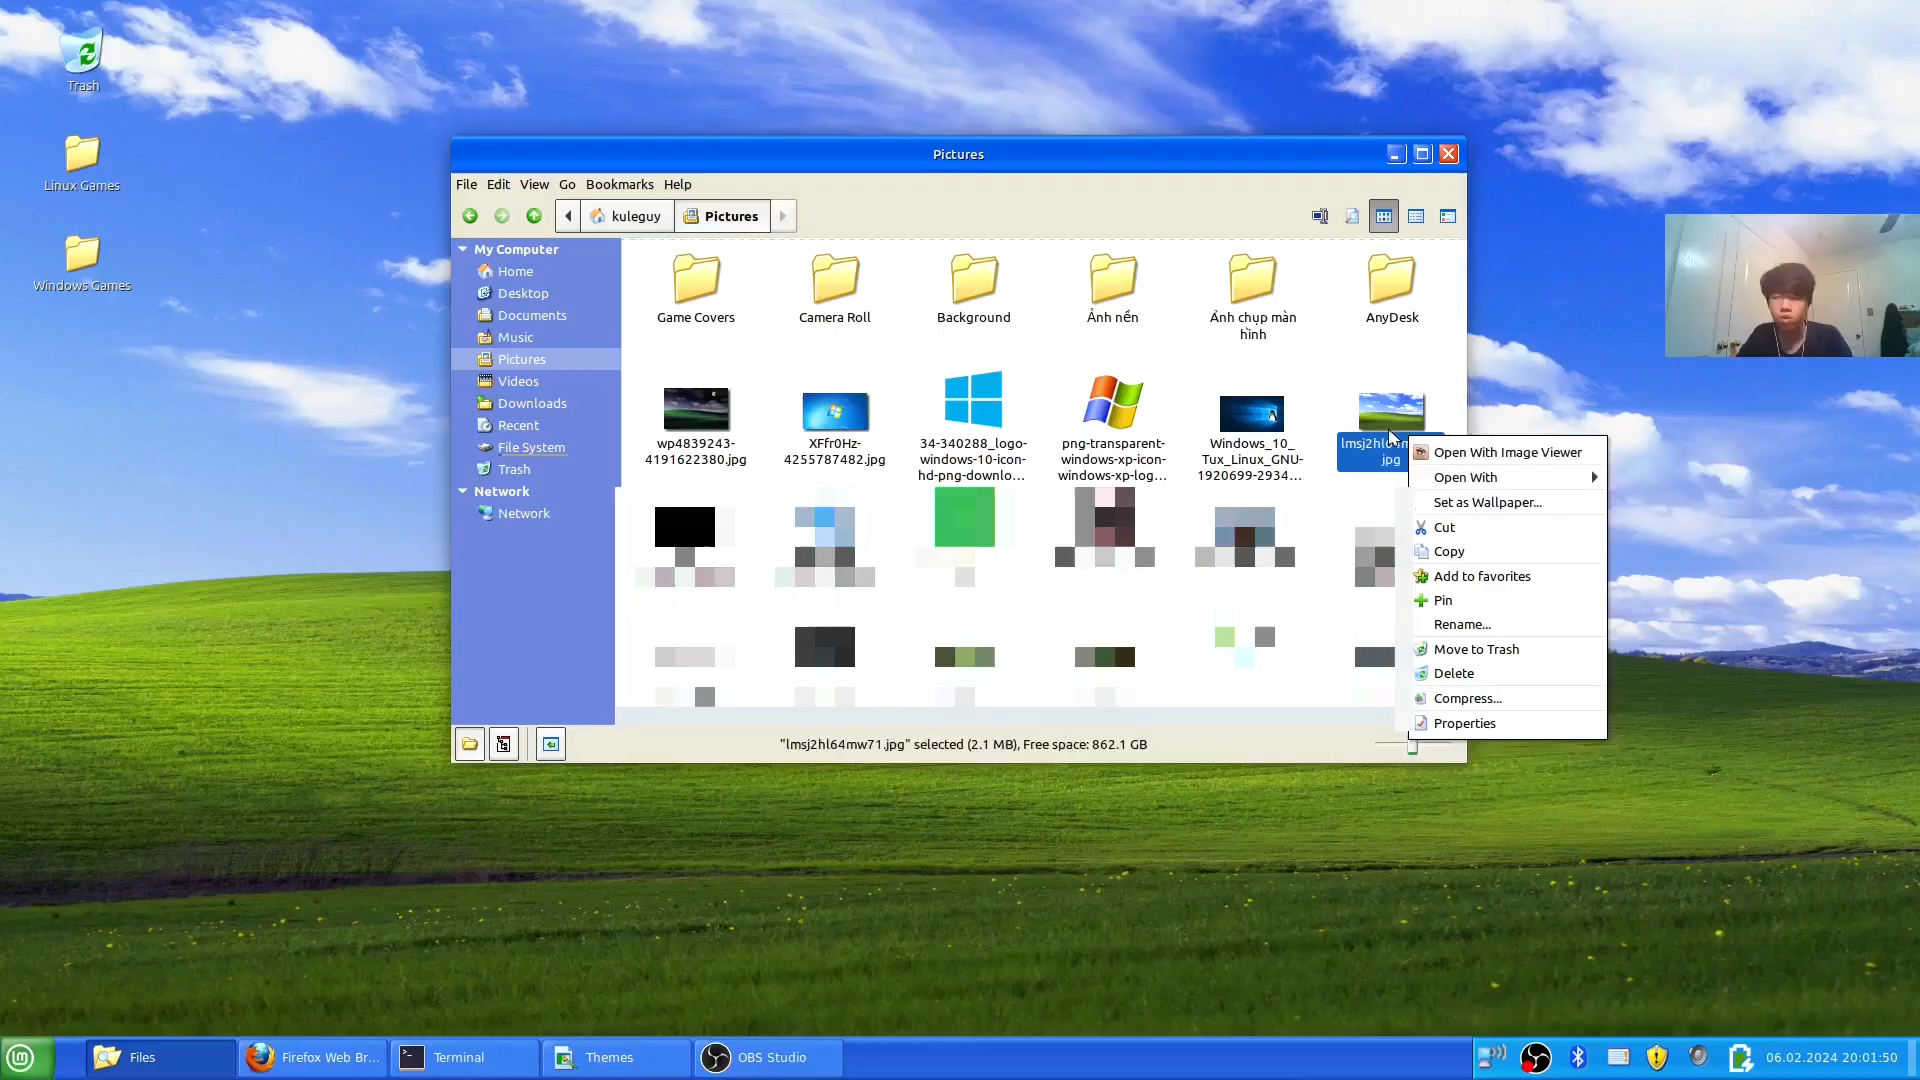 Trash
Linux Games
Windows Games
Pictures
File Edit View Go Bookmarks Help
kuleguy Pictures
My Computer
Home
Desktop
Documents
Music
Pictures
Videos
Downloads
Recent
File System
Trash
Network
Network
Game Covers
Camera Roll
Background
Ảnh nền
Ảnh chụp màn
hình
AnyDesk
wp4839243-
4191622380.jpg
XFfr0Hz-
4255787482.jpg
34-340288_logo-
windows-10-icon-
hd-png-downlo...
png-transparent-
windows-xp-icon-
windows-xp-log...
Windows_10_
Tux_Linux_GNU-
1920699-2934...
jpg
Open With Image Viewer
Open With
Set as Wallpaper...
Cut
Copy
Add to favorites
Pin
Rename...
Move to Trash
Delete
Compress...
Properties
"lmsj2hl64mw71.jpg" selected (2.1 MB), Free space: 862.1 GB
Files
Firefox Web Br...
Terminal
Themes
OBS Studio
06.02.2024 20:01:50